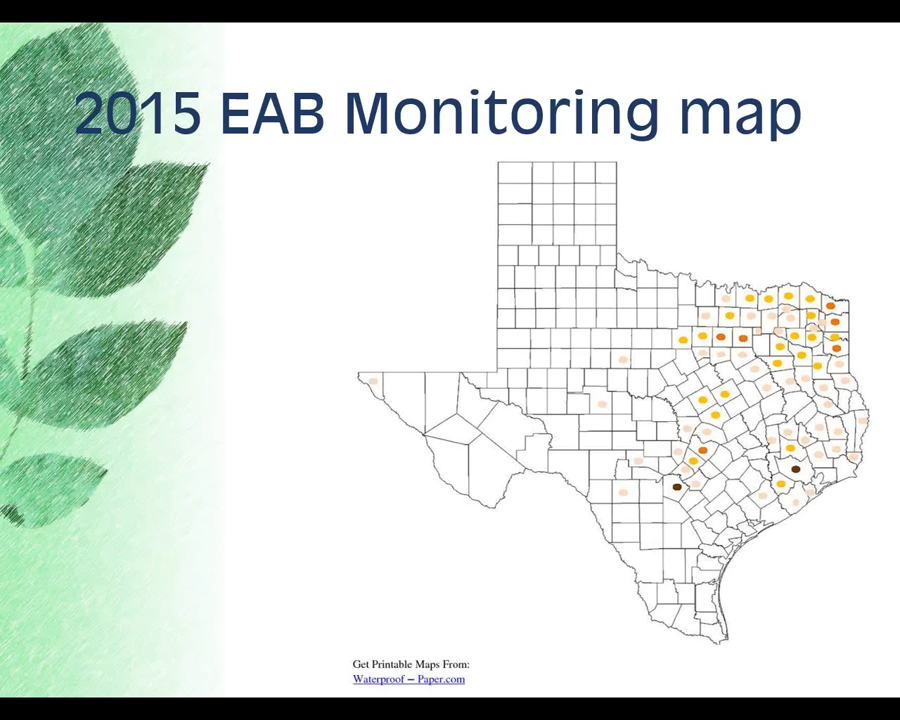 2015 EAB Monitoring map
Get Printable Maps From:
Waterproof – Paper.com